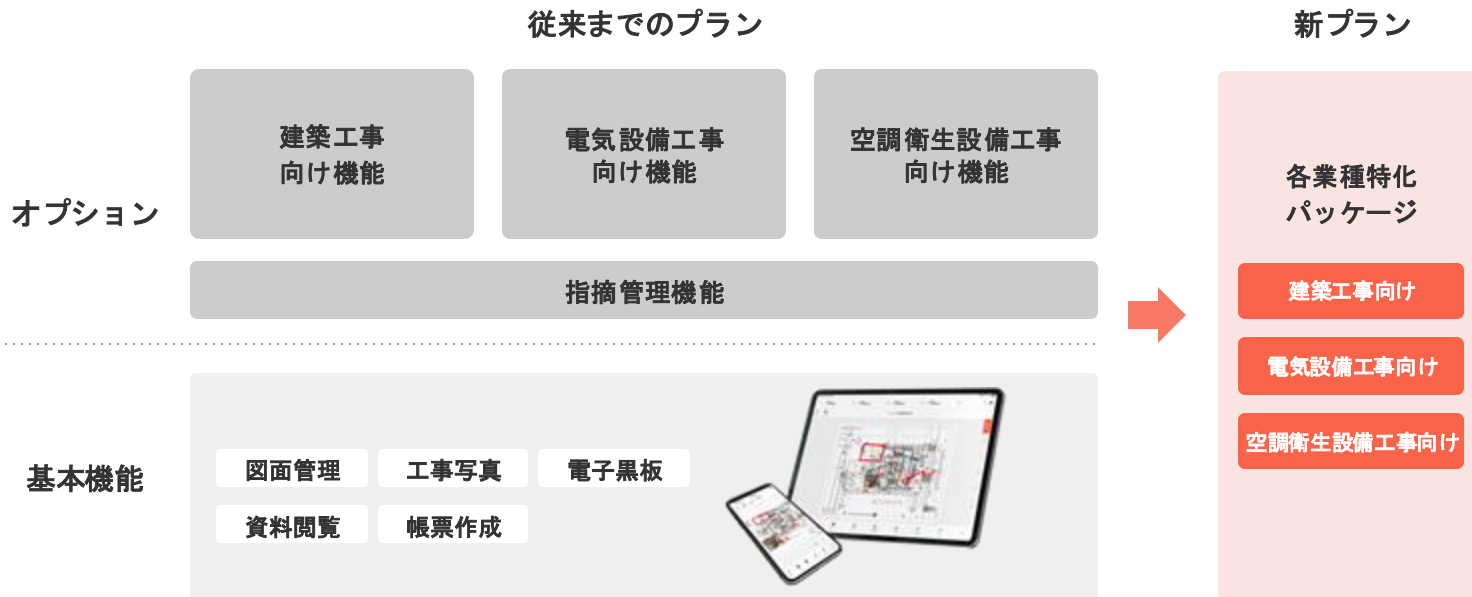 従来までのプラン
新プラン
オプション
建築工事
向け機能
電気設備工事
向け機能
空調衛生設備工事
向け機能
指摘管理機能
基本機能
図面管理
工事写真
電子黒板
資料閲覧
帳票作成
各業種特化
パッケージ
建築工事向け
電気設備工事向け
空調衛生設備工事向け